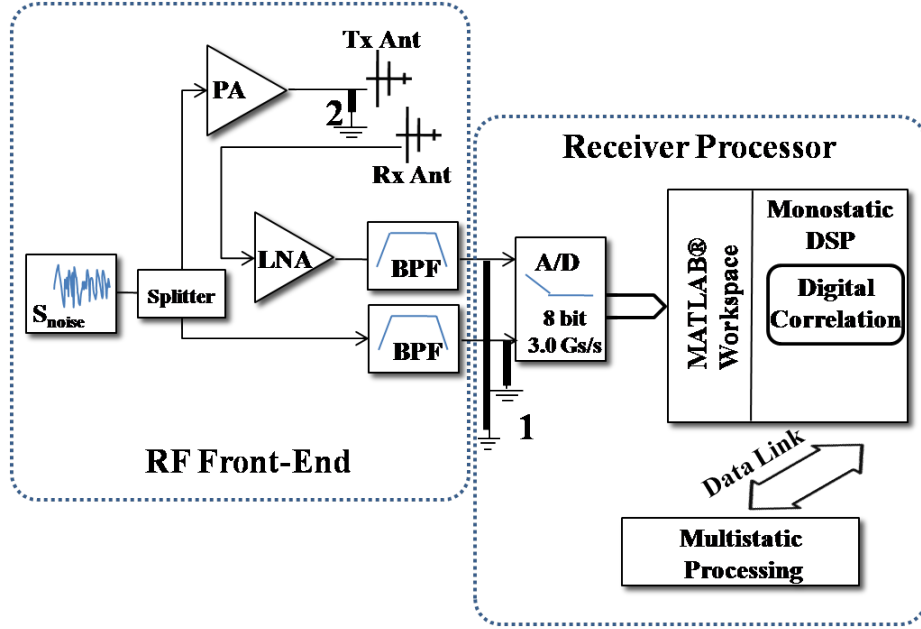 Tx Ant
PA
2
Rx Ant
LNA
BPF
S_noise
Splitter
BPF
RF Front-End
Receiver Processor
A/D
8 bit
3.0 Gs/s
1
MATLAB®
Workspace
Monostatic
DSP
Digital
Correlation
Data Link
Multistatic
Processing